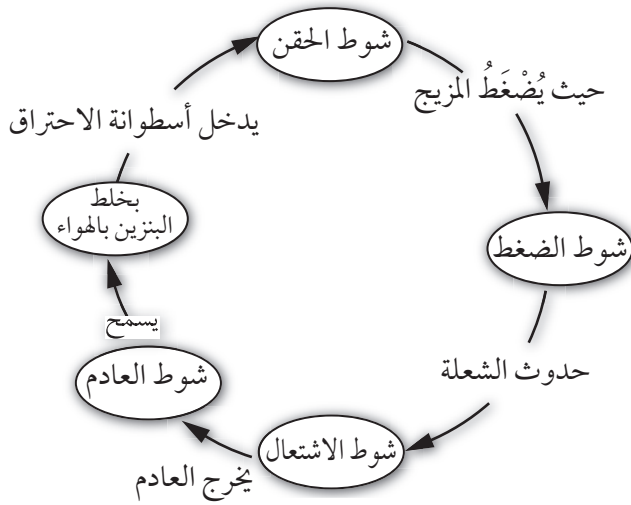 شوط الحقن
حيث يُضْغَطُ المزيج
شوط الضغط
حدوث الشعلة
شوط الاشتعال
يخرج العادم
شوط العادم
يسمح
بخلط
البنزين بالهواء
يدخل أسطوانة الاحتراق